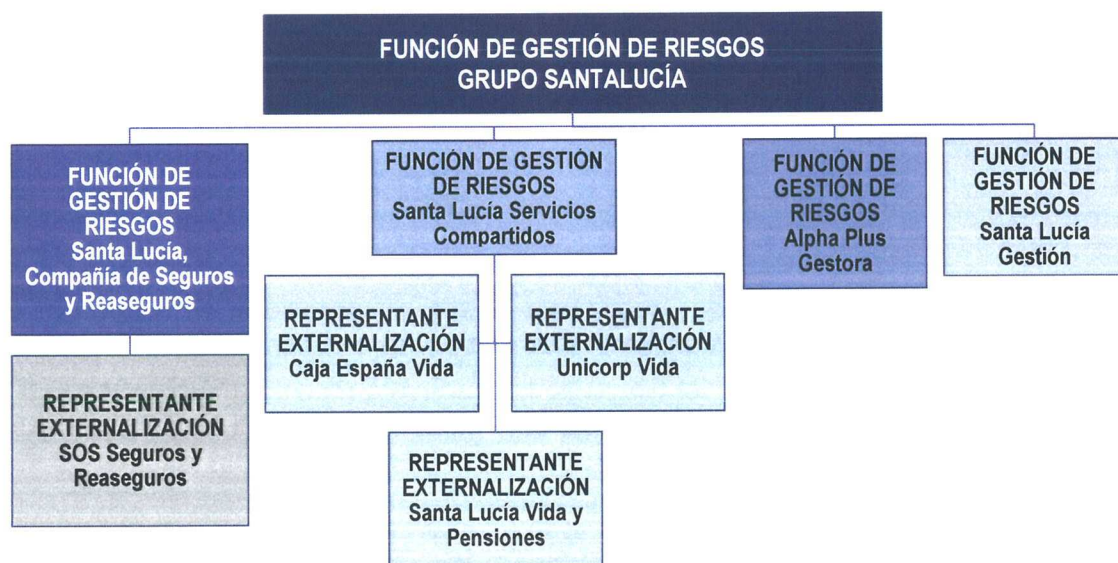 FUNCIÓN DE GESTIÓN DE RIESGOS
GRUPO SANTALUCÍA
FUNCIÓN DE
GESTIÓN DE
RIESGOS
Santa Lucía,
Compañía de Seguros
y Reaseguros
REPRESENTANTE
EXTERNALIZACIÓN
SOS Seguros y
Reaseguros
FUNCIÓN DE GESTIÓN
DE RIESGOS
Santa Lucía Servicios
Compartidos
REPRESENTANTE
EXTERNALIZACIÓN
Caja España Vida
REPRESENTANTE
EXTERNALIZACIÓN
Unicorp Vida
REPRESENTANTE
EXTERNALIZACIÓN
Santa Lucía Vida y
Pensiones
FUNCIÓN DE
GESTIÓN DE
RIESGOS
Alpha Plus
Gestora
FUNCIÓN DE
GESTIÓN DE
RIESGOS
Santa Lucía
Gestión